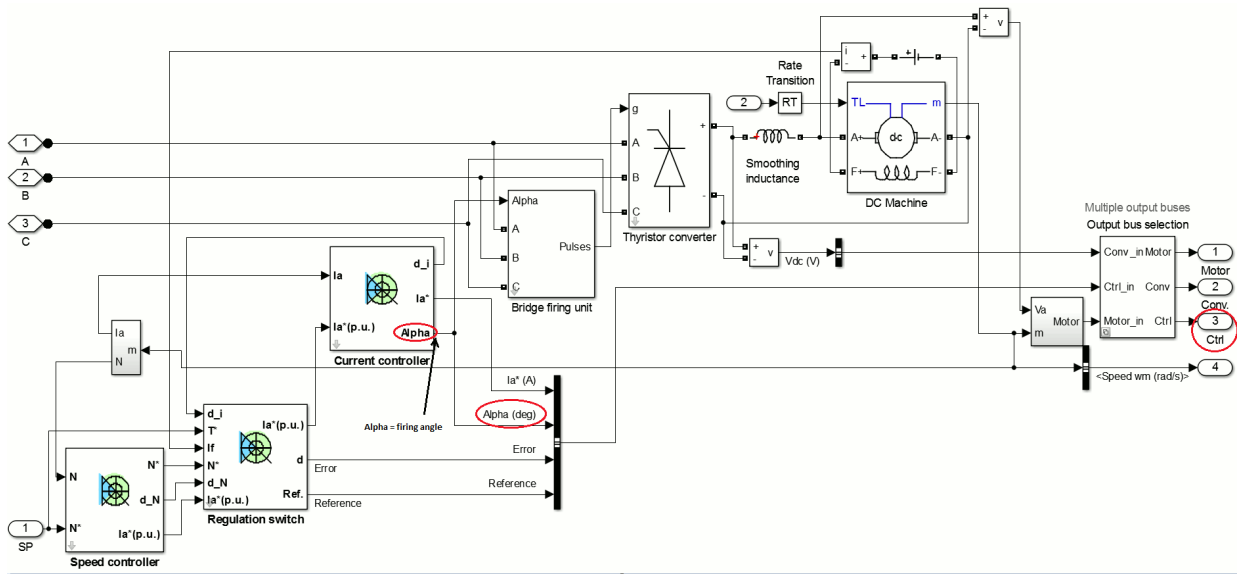 +
-
v
i
-
+
+
Rate
Transition
2
RT
TL
m
A+
dc
A-
F+
F-
DC Machine
Smoothing
inductance
g
A
B
C
+
-
Thyristor converter
1
A
2
B
3
C
Alpha
A
B
C
Pulses
Bridge firing unit
+
-
v
Vdc (V)
Multiple output buses
Output bus selection
Conv_in
Motor
Ctrl_in
Conv
Motor_in
Ctrl
1
Motor
2
Conv.
3
Ctrl
4
Va
m
Motor
<Speed wm (rad/s)>
Ia
Ia*(p.u.)
d_i
Ia*
Alpha
Current controller
Alpha = firing angle
Ia
N
m
Ia* (A)
Alpha (deg)
Error
Reference
d_i
T*
If
N*
d_N
Ia*(p.u.)
Ia*(p.u.)
d
Ref.
Regulation switch
Error
Reference
N
N*
N*
d_N
Ia*(p.u.)
Speed controller
1
SP